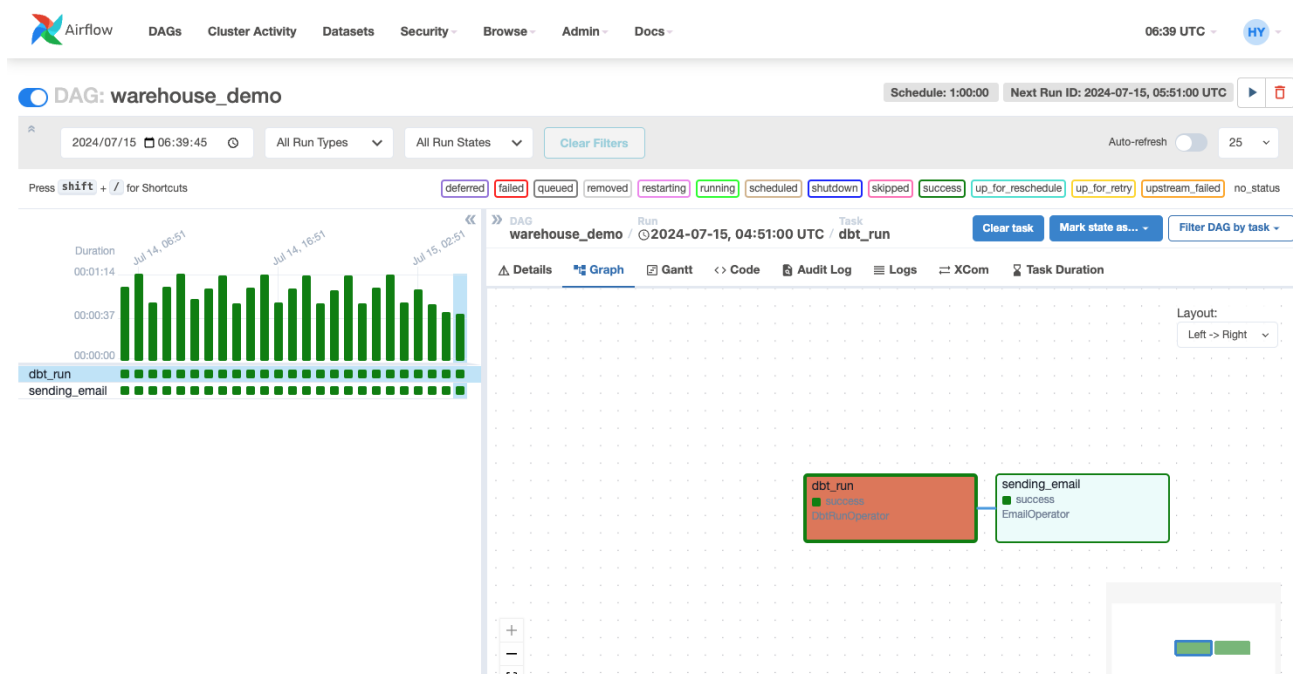 Airflow DAGs Cluster Activity Datasets Security Browse Admin Docs 06:39 UTC HY
DAG: warehouse_demo Schedule: 1:00:00 Next Run ID: 2024-07-15, 05:51:00 UTC
2024/07/15 06:39:45 All Run Types All Run States Clear Filters Auto-refresh 25
Press shift + / for Shortcuts deferred failed queued removed restarting running scheduled shutdown skipped success up_for_reschedule up_for_retry upstream_failed no_status
Duration
Jul 14, 06:51
Jul 14, 16:51
Jul 15, 02:51
00:01:14
00:00:37
00:00:00
dbt_run
sending_email
DAG Run Task
warehouse_demo / 2024-07-15, 04:51:00 UTC / dbt_run
Clear task Mark state as... Filter DAG by task
Details Graph Gantt <> Code Audit Log Logs XCom Task Duration
Layout:
Left -> Right
dbt_run
success
DbtRunOperator
sending_email
success
EmailOperator